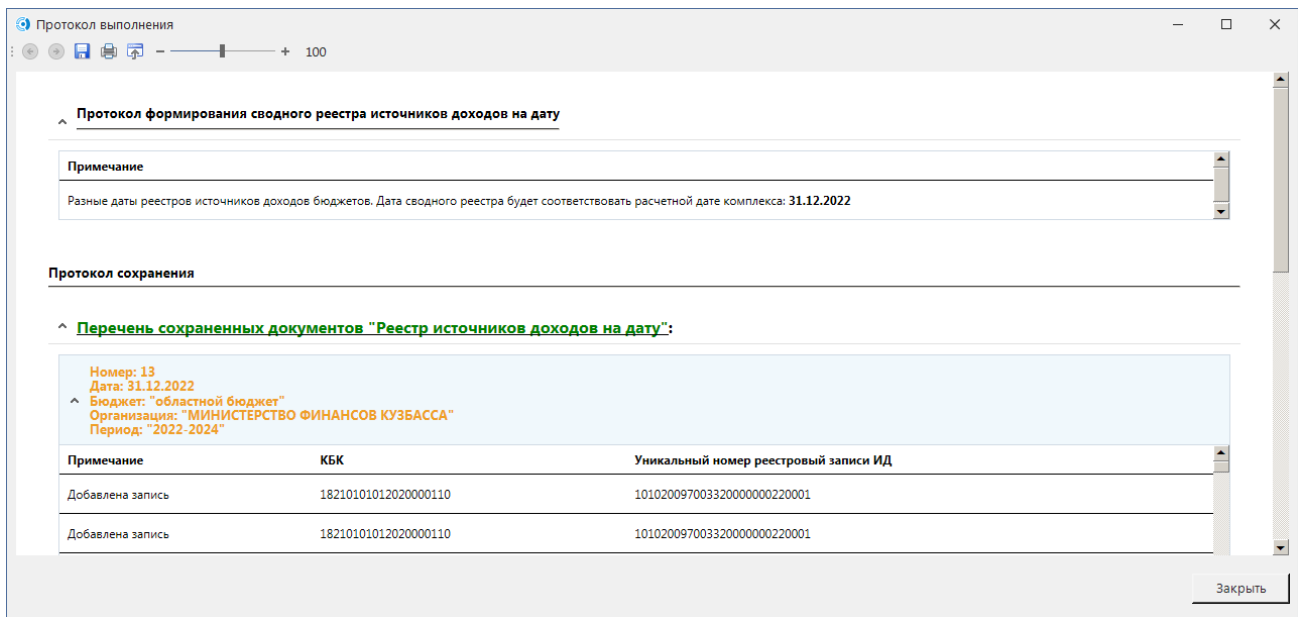 Протокол выполнения
100
Протокол формирования сводного реестра источников доходов на дату
Примечание
Разные даты реестров источников доходов бюджетов. Дата сводного реестра будет соответствовать расчетной дате комплекса: 31.12.2022
Протокол сохранения
Перечень сохраненных документов "Реестр источников доходов на дату":
Номер: 13
Дата: 31.12.2022
Бюджет: "областной бюджет"
Организация: "МИНИСТЕРСТВО ФИНАНСОВ КУЗБАССА"
Период: "2022-2024"
Примечание КБК Уникальный номер реестровый записи ИД
Добавлена запись 18210101012020000110 101020097003320000000220001
Добавлена запись 18210101012020000110 101020097003320000000220001
Закрыть